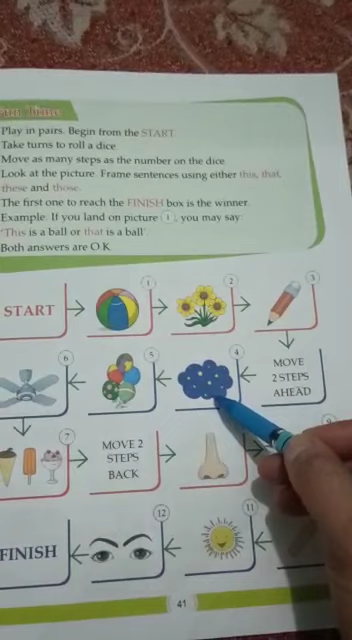 Fun Time
Play in pairs. Begin from the START
Take turns to roll a dice
Move as many steps as the number on the dice
Look at the picture. Frame sentences using either this, that,
these and those.
The first one to reach the FINISH box is the winner.
Example: If you land on picture 1, you may say:
'This is a ball or that is a ball'
Both answers are O.K.
START
1
2
3
6
5
4
MOVE
2 STEPS
AHEAD
7
MOVE 2
STEPS
BACK
9
FINISH
12
11
41